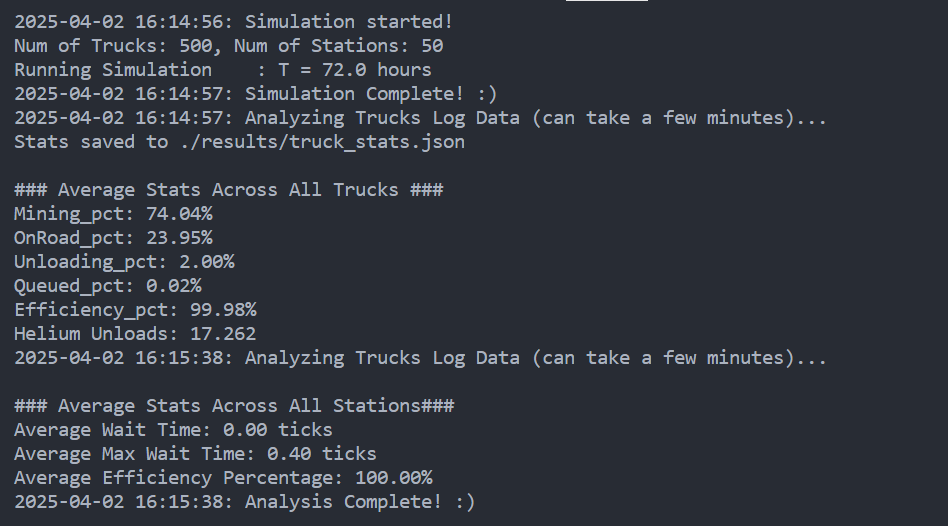 2025-04-02 16:14:56: Simulation started!
Num of Trucks: 500, Num of Stations: 50
Running Simulation    : T = 72.0 hours
2025-04-02 16:14:57: Simulation Complete! :)
2025-04-02 16:14:57: Analyzing Trucks Log Data (can take a few minutes)...
Stats saved to ./results/truck_stats.json

### Average Stats Across All Trucks ###
Mining_pct: 74.04%
OnRoad_pct: 23.95%
Unloading_pct: 2.00%
Queued_pct: 0.02%
Efficiency_pct: 99.98%
Helium Unloads: 17.262
2025-04-02 16:15:38: Analyzing Trucks Log Data (can take a few minutes)...

### Average Stats Across All Stations###
Average Wait Time: 0.00 ticks
Average Max Wait Time: 0.40 ticks
Average Efficiency Percentage: 100.00%
2025-04-02 16:15:38: Analysis Complete! :)